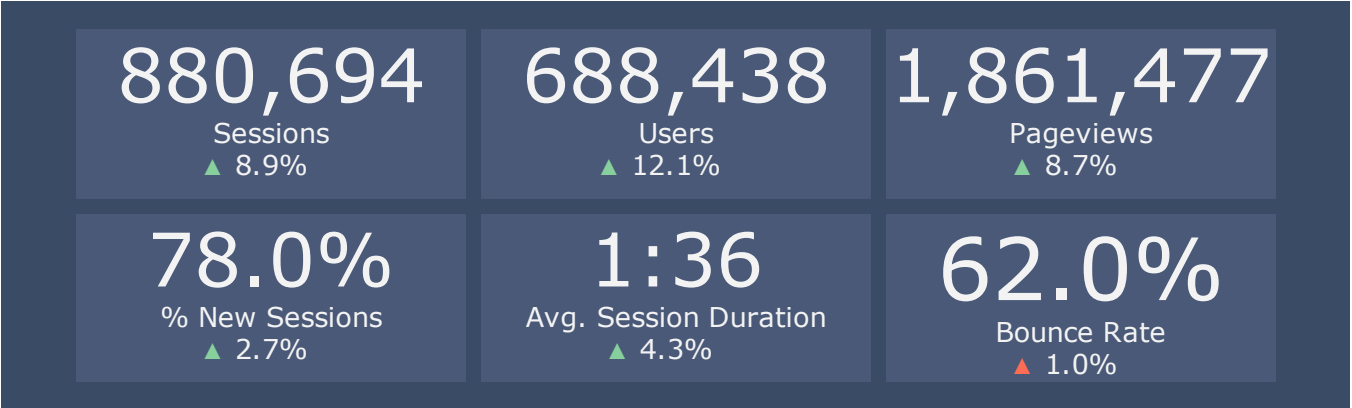 880,694
Sessions
▲ 8.9%
688,438
Users
▲ 12.1%
1,861,477
Pageviews
▲ 8.7%
78.0%
% New Sessions
▲ 2.7%
1:36
Avg. Session Duration
▲ 4.3%
62.0%
Bounce Rate
▲ 1.0%